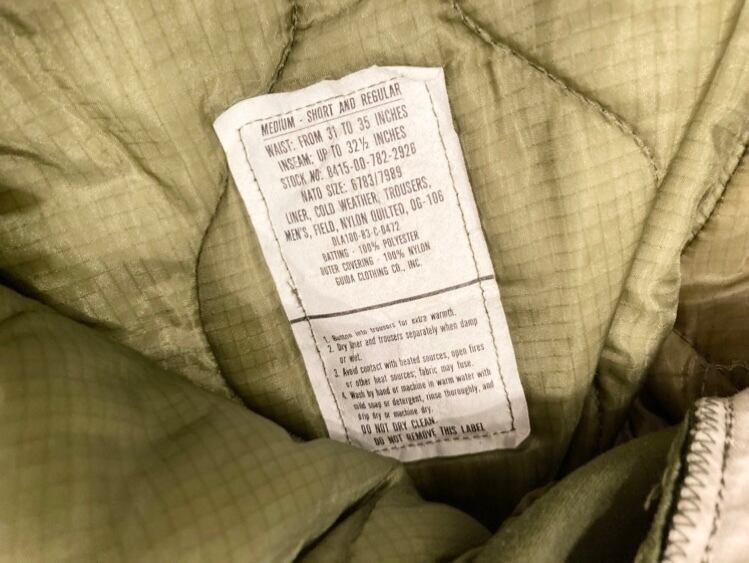 MEDIUM - SHORT AND REGULAR
WAIST: FROM 31 TO 35 INCHES
INSEAM: UP TO 32½ INCHES
STOCK NO: 8415-00-782-2926
NATO SIZE: 6783/7989
LINER, COLD WEATHER, TROUSERS,
MEN'S, FIELD, NYLON QUILTED, OG-106
DLA100-83-C-0472
BATTING - 100% POLYESTER
OUTER COVERING - 100% NYLON
GUIDA CLOTHING CO., INC.
1. Button into trousers for extra warmth.
2. Dry liner and trousers separately when damp
or wet.
3. Avoid contact with heated sources; open fires
or other heat sources; fabric may fuse.
4. Wash by hand or machine in warm water with
mild soap or detergent, rinse thoroughly, and
drip dry or machine dry.
DO NOT DRY CLEAN
DO NOT REMOVE THIS LABEL